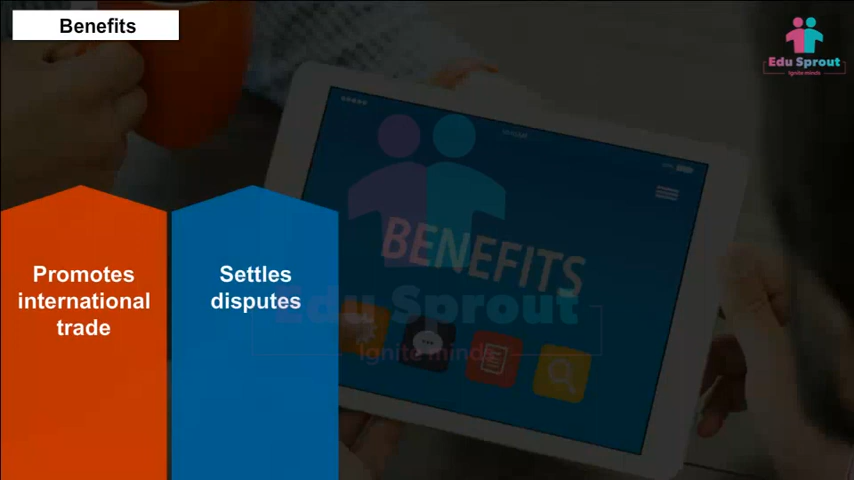 Benefits
Edu Sprout
Ignite minds
BENEFITS
Promotes
international
trade
Settles
disputes
Edu Sprout
Ignite minds